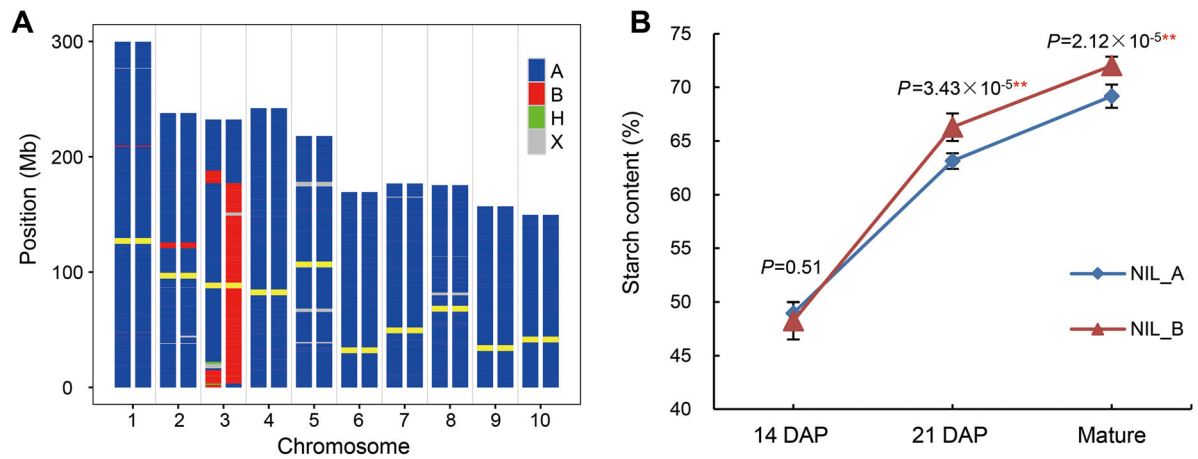 A
Position (Mb)
300
200
100
0
A
B
H
X
1 2 3 4 5 6 7 8 9 10
Chromosome
B
Starch content (%)
75
70
65
60
55
50
45
40
P=0.51
P=3.43×10-5**
P=2.12×10-5**
NIL_A
NIL_B
14 DAP 21 DAP Mature